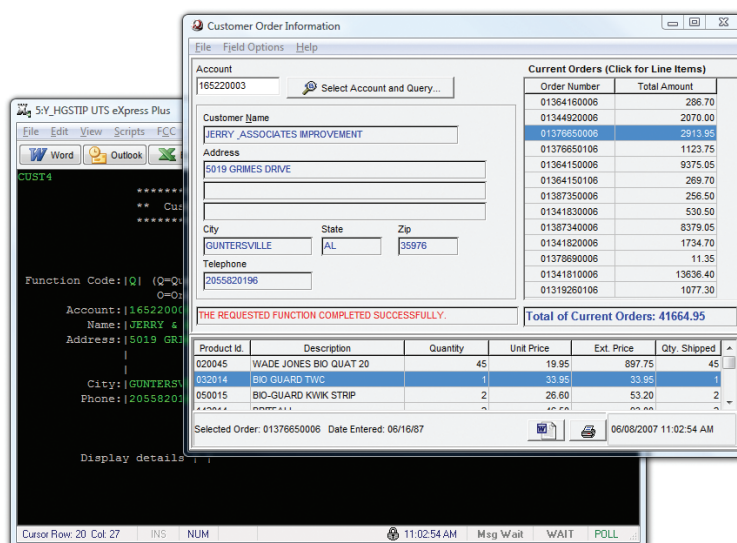 Customer Order Information
File Field Options Help
Account
165220003
Select Account and Query...
Customer Name
JERRY ,ASSOCIATES IMPROVEMENT
Address
5019 GRIMES DRIVE
City State Zip
GUNTERSVILLE AL 35976
Telephone
2055820196
THE REQUESTED FUNCTION COMPLETED SUCCESSFULLY.
Current Orders (Click for Line Items)
Order Number Total Amount
01364160006 286.70
01344920006 2070.00
01376650006 2913.95
01376650106 1123.75
01364150006 9375.05
01364150106 269.70
01387350006 256.50
01341830006 530.50
01387340006 8379.05
01341820006 1734.70
01378690006 11.35
01341810006 13636.40
01319260106 1077.30
Total of Current Orders: 41664.95
Product Id. Description Quantity Unit Price Ext. Price Qty. Shipped
020045 WADE JONES BIO QUAT 20 45 19.95 897.75 45
032014 BIO GUARD TWC 1 33.95 33.95 1
050015 BIO-GUARD KWIK STRIP 2 26.60 53.20 2
Selected Order: 01376650006 Date Entered: 06/16/87
06/08/2007 11:02:54 AM
5:Y_HGSTIP UTS eXpress Plus
File Edit View Scripts FCC
Word Outlook
CUST4
********
** Cus
********
Function Code:|Q| (Q=Qu
O=Or
Account:|16522000
Name:|JERRY &
Address:|5019 GRI
|
|
City:|GUNTERSV
Phone:|20558201
Display details
Cursor Row: 20 Col: 27 INS NUM 11:02:54 AM Msg Wait WAIT POLL